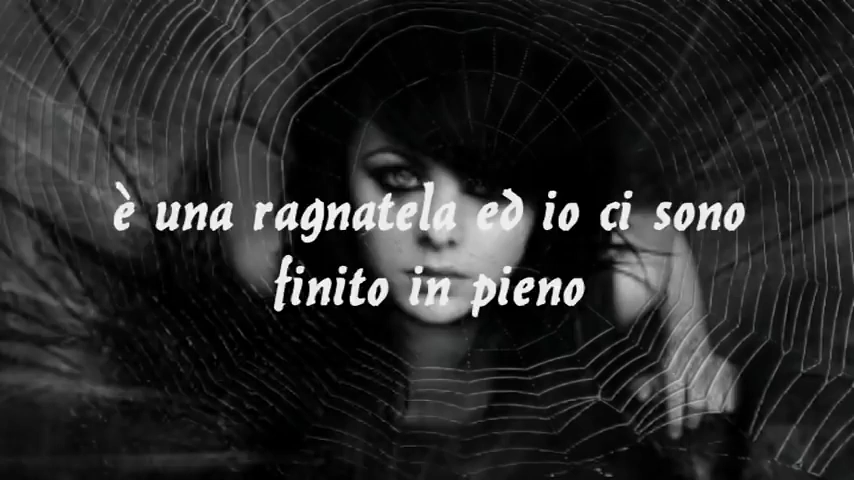 è una ragnatela ed io ci sono
finito in pieno